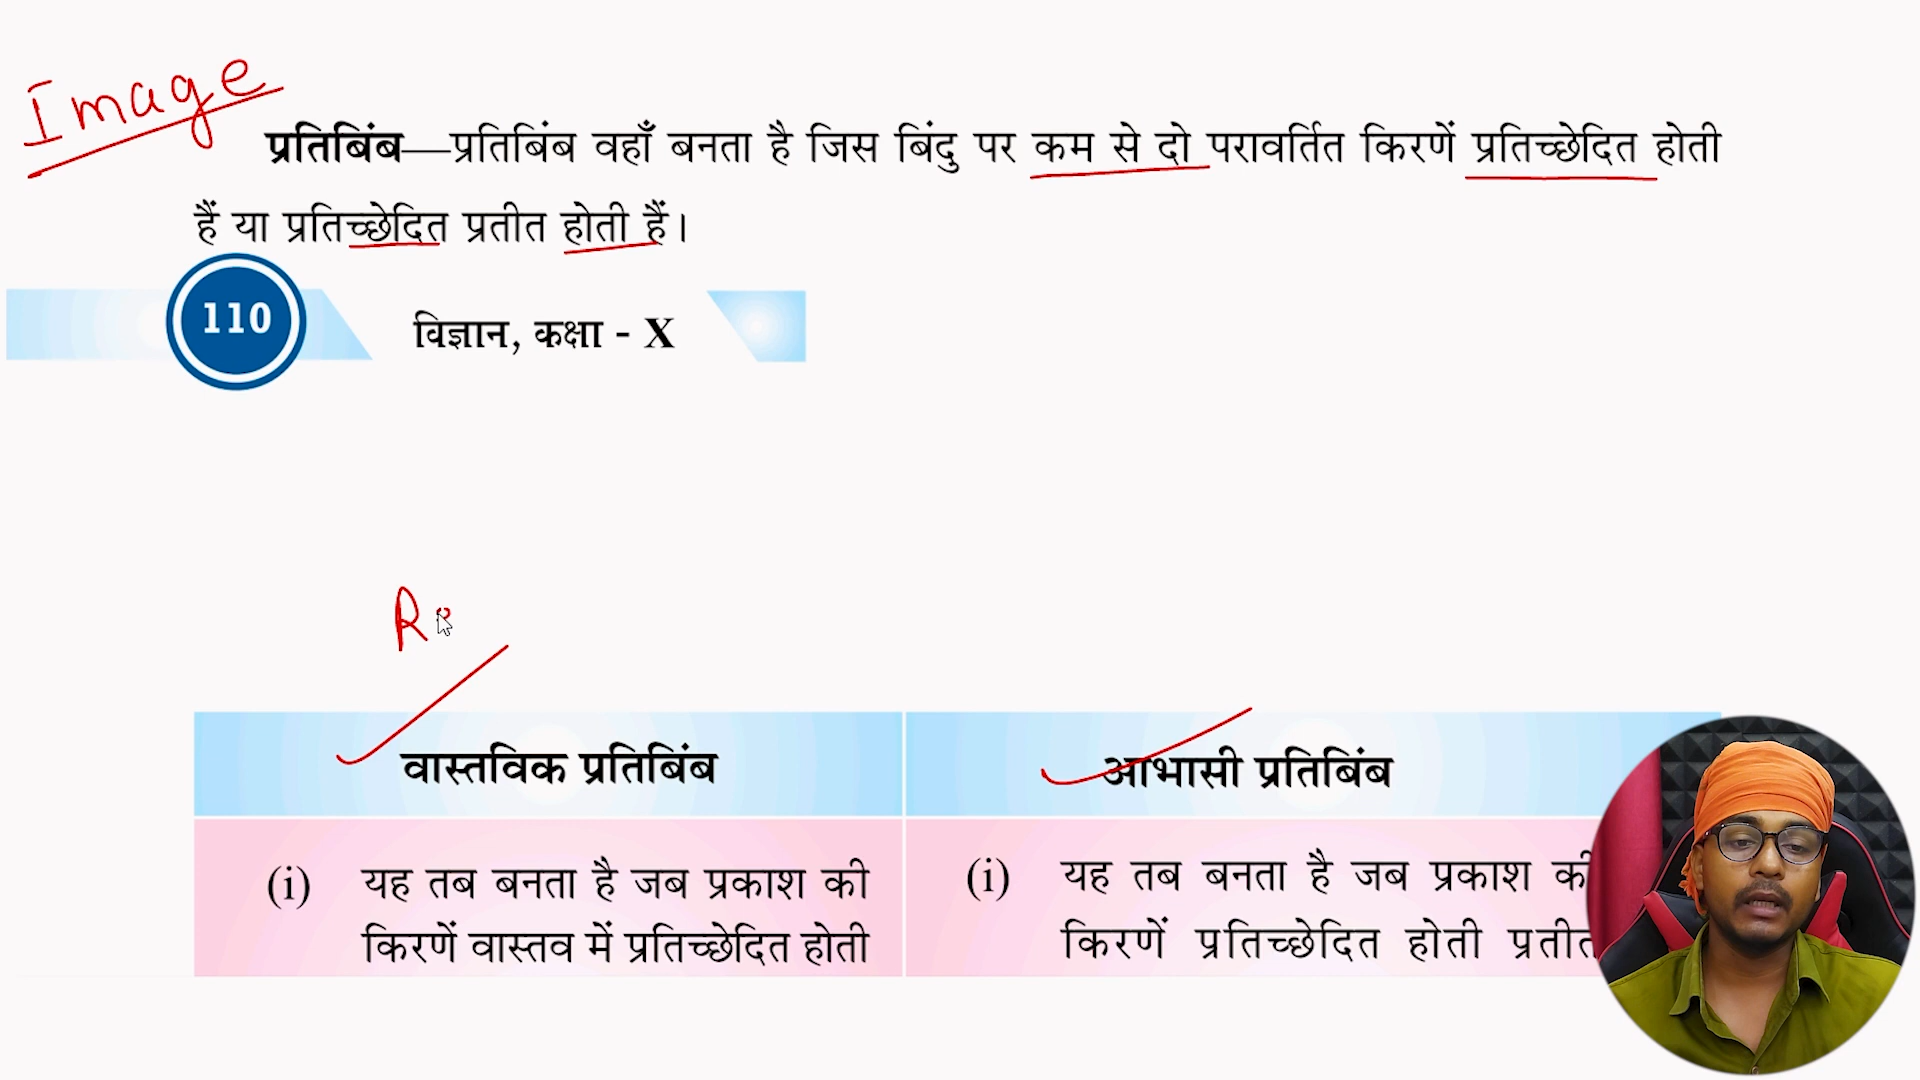 Image
प्रतिबिंब—प्रतिबिंब वहाँ बनता है जिस बिंदु पर कम से दो परावर्तित किरणें प्रतिच्छेदित होती
हैं या प्रतिच्छेदित प्रतीत होती हैं।
110
विज्ञान, कक्षा - X
Re
वास्तविक प्रतिबिंब
आभासी प्रतिबिंब
(i) यह तब बनता है जब प्रकाश की
किरणें वास्तव में प्रतिच्छेदित होती
(i) यह तब बनता है जब प्रकाश की
किरणें प्रतिच्छेदित होती प्रतीत